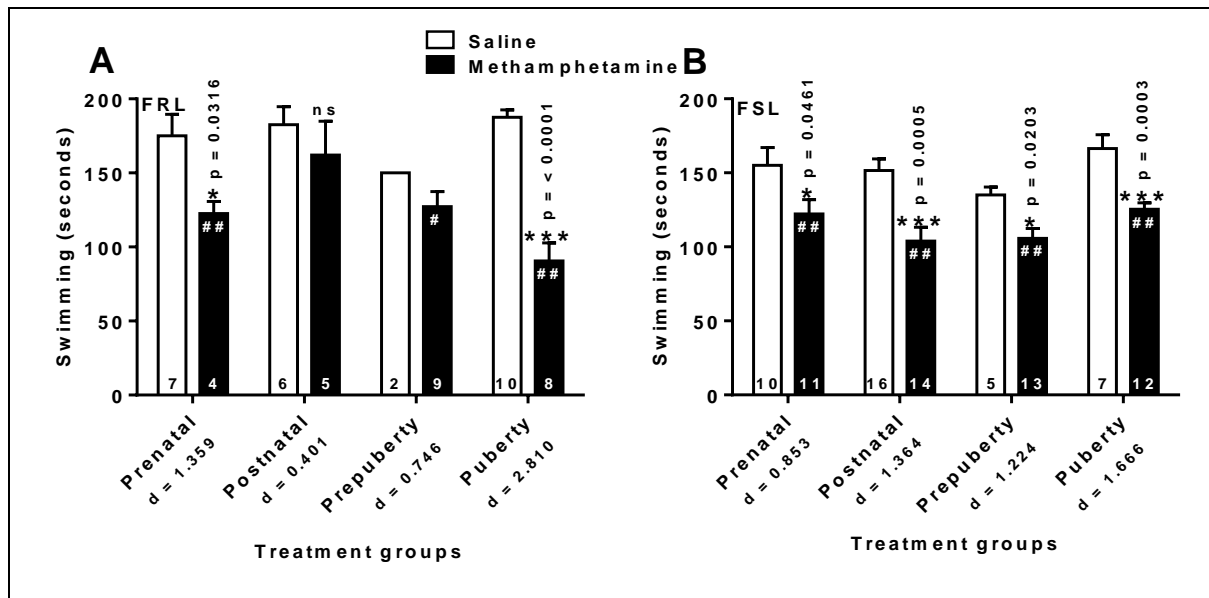 Saline
Methamphetamine
A
FRL
Swimming (seconds)
200
150
100
50
0
* p = 0.0316
ns
*** p = < 0.0001
##
#
##
7
4
6
5
2
9
10
8
Prenatal
d = 1.359
Postnatal
d = 0.401
Prepuberty
d = 0.746
Puberty
d = 2.810
Treatment groups
B
FSL
Swimming (seconds)
200
150
100
50
0
* p = 0.0461
*** p = 0.0005
* p = 0.0203
*** p = 0.0003
##
##
##
##
10
11
16
14
5
13
7
12
Prenatal
d = 0.853
Postnatal
d = 1.364
Prepuberty
d = 1.224
Puberty
d = 1.666
Treatment groups